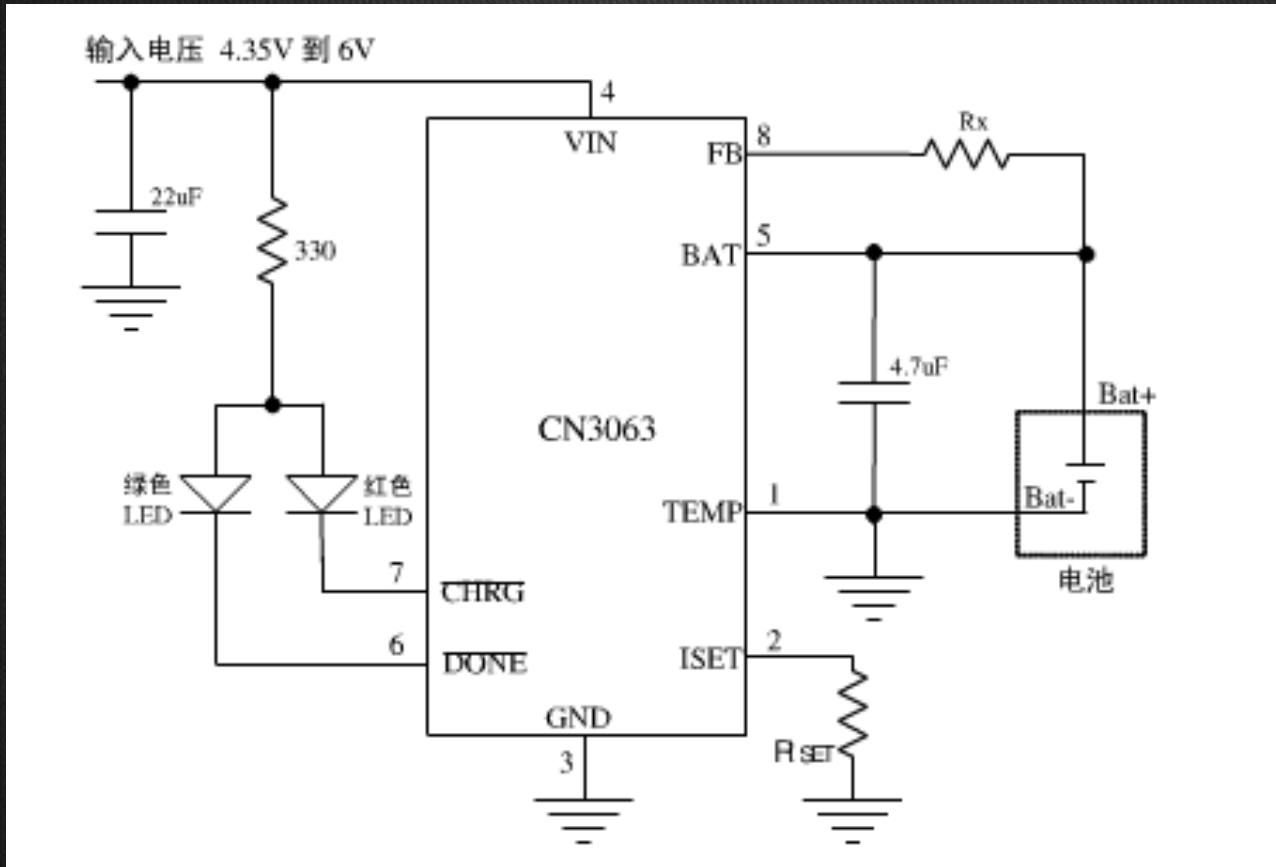 输入电压 4.35V 到 6V
4
VIN
22uF
330
FB
8
Rx
BAT
5
4.7uF
Bat+
CN3063
绿色
LED
红色
LED
TEMP
1
Bat-
电池
7
CHRG
6
DONE
ISET
2
GND
3
RSET